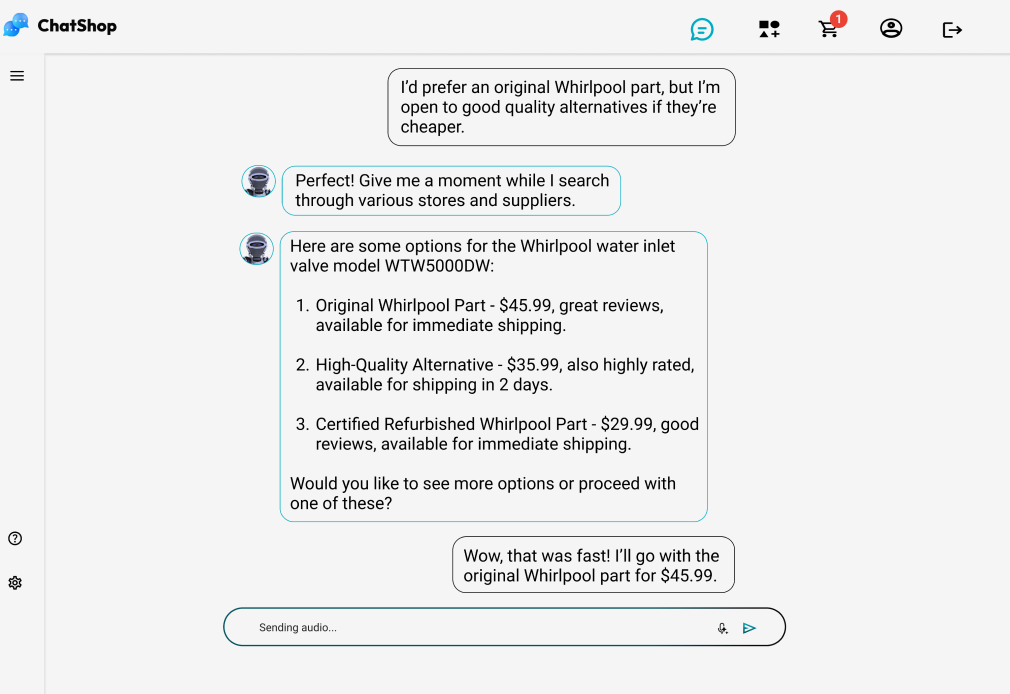 ChatShop
1
I’d prefer an original Whirlpool part, but I’m
open to good quality alternatives if they’re
cheaper.
Perfect! Give me a moment while I search
through various stores and suppliers.
Here are some options for the Whirlpool water inlet
valve model WTW5000DW:
1. Original Whirlpool Part - $45.99, great reviews,
available for immediate shipping.
2. High-Quality Alternative - $35.99, also highly rated,
available for shipping in 2 days.
3. Certified Refurbished Whirlpool Part - $29.99, good
reviews, available for immediate shipping.
Would you like to see more options or proceed with
one of these?
Wow, that was fast! I’ll go with the
original Whirlpool part for $45.99.
Sending audio...